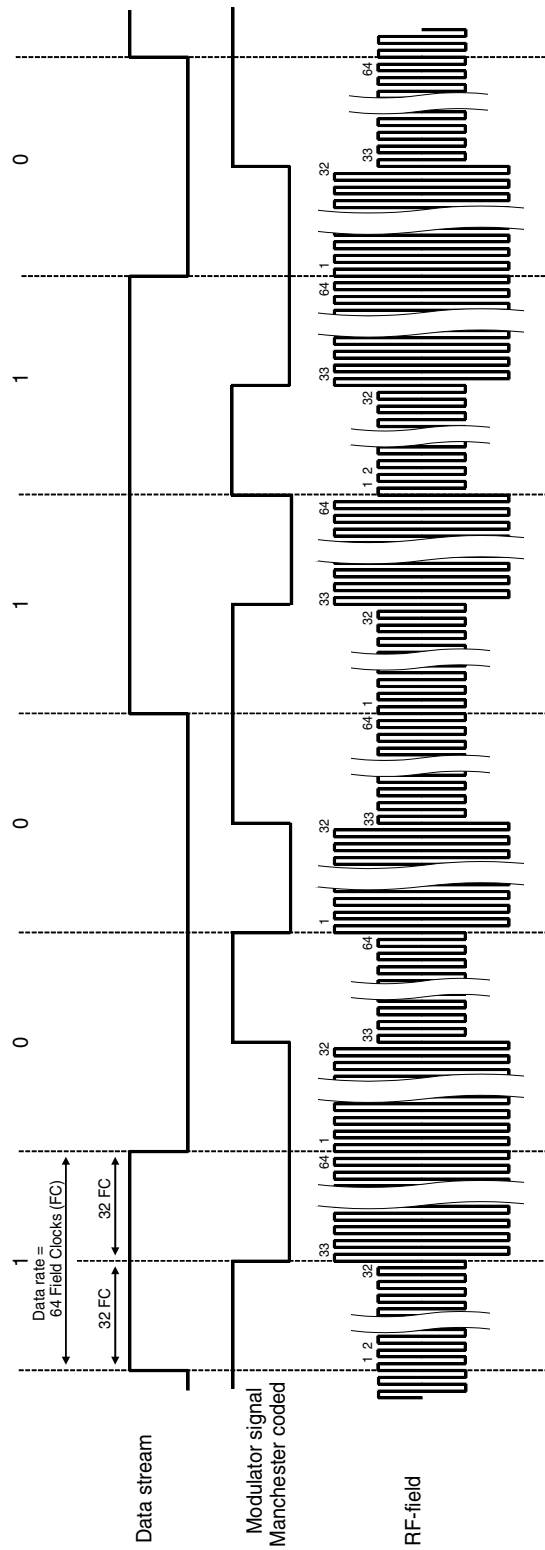 1 0 0 1 1 0
Data rate =
64 Field Clocks (FC)
32 FC 32 FC
Data stream
Modulator signal
Manchester coded
1 2 32 33 64 1 32 33 64 1 32 33 64 1 32 33 64 1 2 32 33 64 1 32 33 64
RF-field